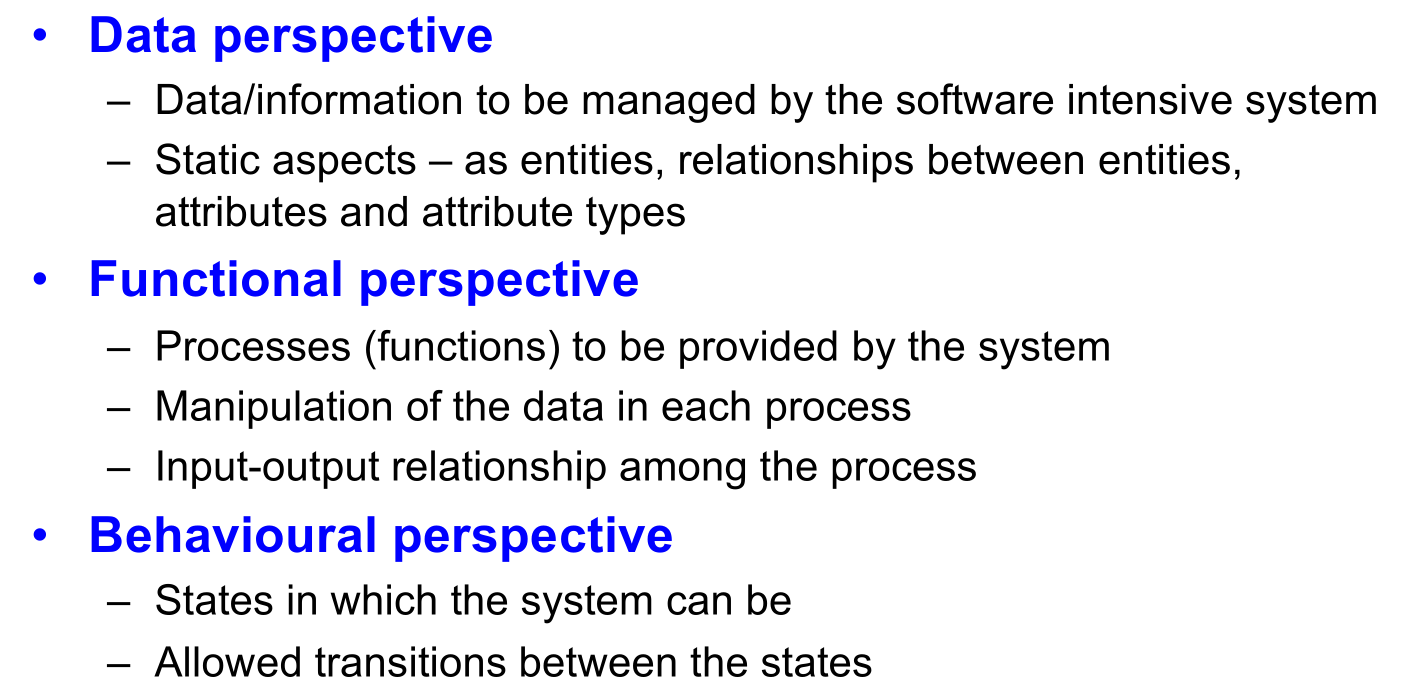 • Data perspective
– Data/information to be managed by the software intensive system
– Static aspects – as entities, relationships between entities,
attributes and attribute types
• Functional perspective
– Processes (functions) to be provided by the system
– Manipulation of the data in each process
– Input-output relationship among the process
• Behavioural perspective
– States in which the system can be
– Allowed transitions between the states